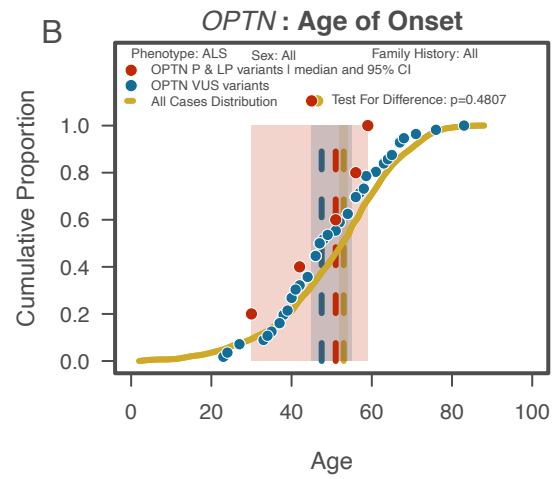 B
OPTN : Age of Onset
Phenotype: ALS Sex: All Family History: All
OPTN P & LP variants | median and 95% CI
OPTN VUS variants
All Cases Distribution Test For Difference: p=0.4807
Cumulative Proportion
1.0
0.8
0.6
0.4
0.2
0.0
0 20 40 60 80 100
Age